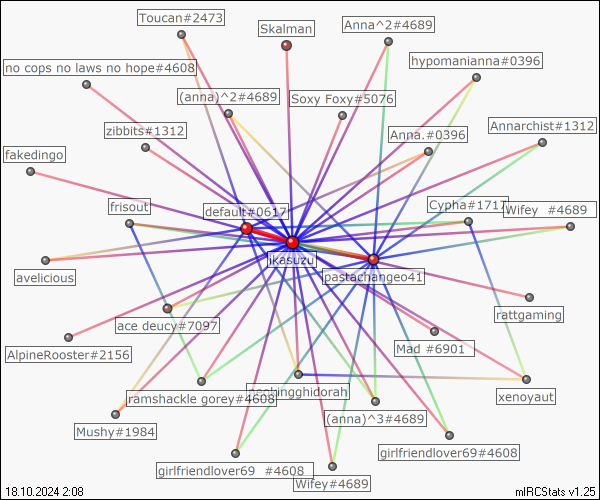 Toucan#2473
Skalman
Anna^2#4689
hypomanianna#0396
no cops no laws no hope#4608
(anna)^2#4689
Soxy Foxy#5076
zibbits#1312
Anna.#0396
Annarchist#1312
fakedingo
frisout
default#0617
Cypha#1717
Wifey #4689
ikasuzu
pastachangeo41
avelicious
rattgaming
ace deucy#7097
AlpineRooster#2156
Mad #6901
ramshackle gorey#4608
xenoyaut
(anna)^3#4689
Mushy#1984
girlfriendlover69 #4608
girlfriendlover69#4608
Wifey#4689
18.10.2024 2:08
mIRCStats v1.25